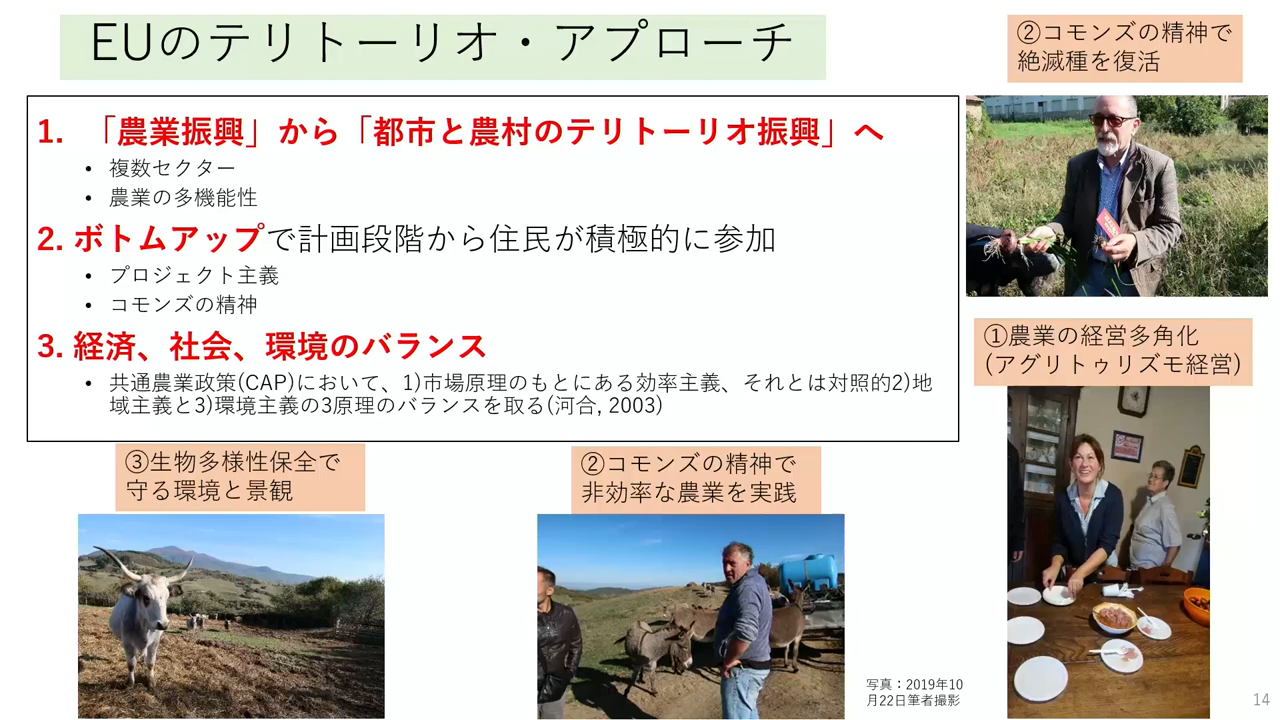 EUのテリトーリオ・アプローチ
②コモンズの精神で
絶滅種を復活
1. 「農業振興」から「都市と農村のテリトーリオ振興」へ
• 複数セクター
• 農業の多機能性
2. ボトムアップで計画段階から住民が積極的に参加
• プロジェクト主義
• コモンズの精神
3. 経済、社会、環境のバランス
• 共通農業政策(CAP)において、1)市場原理のもとにある効率主義、それとは対照的2)地
域主義と3)環境主義の3原理のバランスを取る(河合, 2003)
①農業の経営多角化
(アグリトゥリズモ経営)
③生物多様性保全で
守る環境と景観
②コモンズの精神で
非効率な農業を実践
写真：2019年10
月22日筆者撮影
14